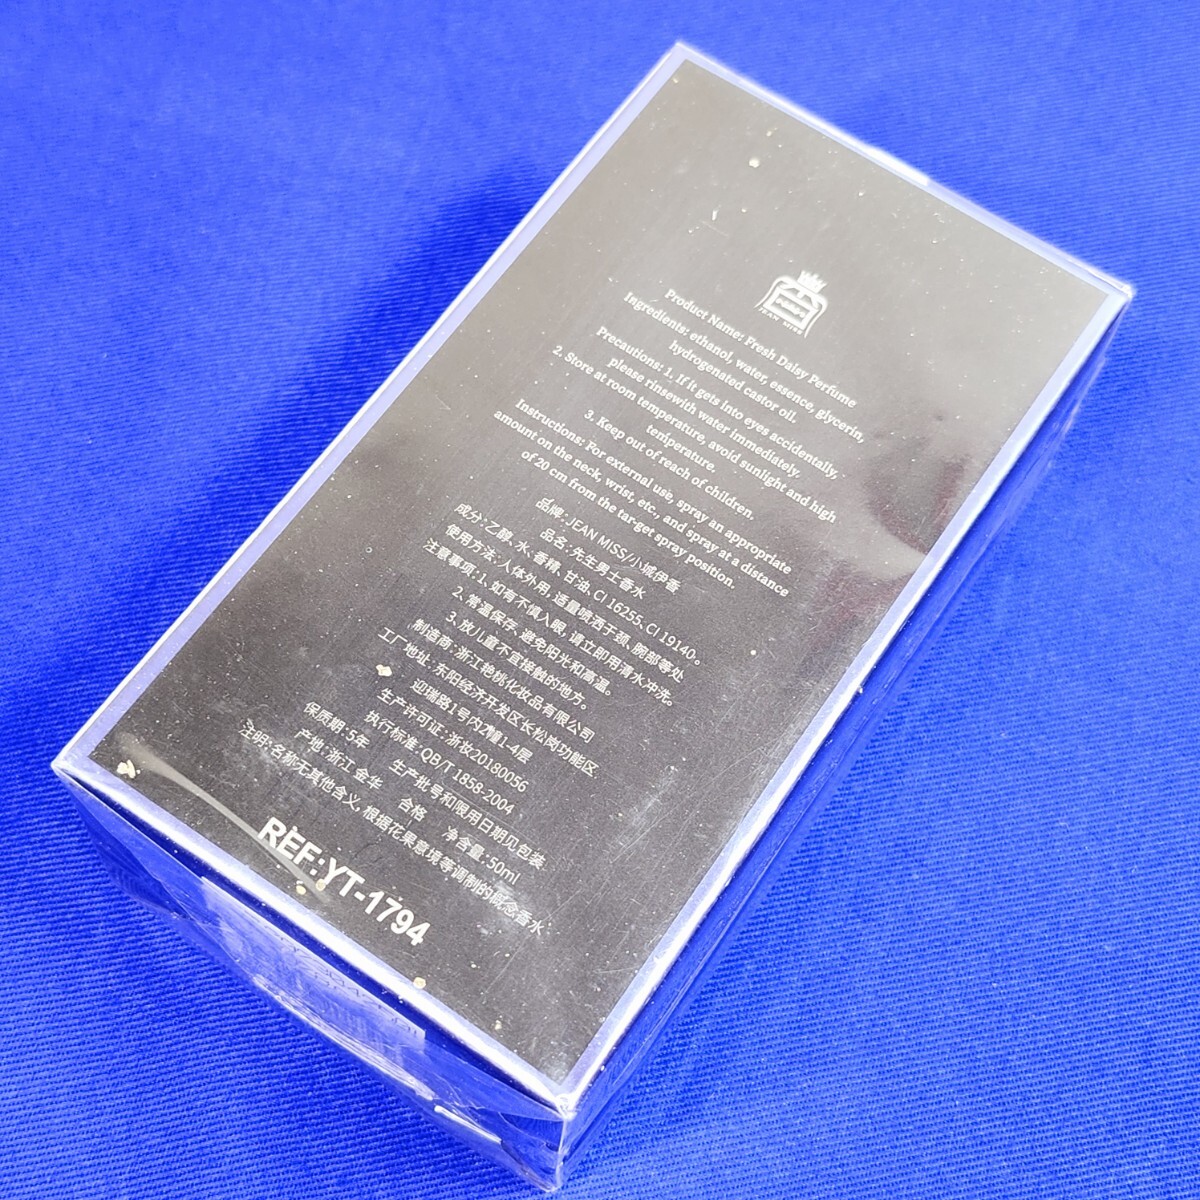 JEAN MISS
Product Name: Fresh Daisy Perfume
Ingredients: ethanol, water, essence, glycerin,
hydrogenated castor oil.
Precautions: 1. If it gets into eyes accidentally,
please rinsewith water immediately.
2. Store at room temperature, avoid sunlight and high
temperature.
3. Keep out of reach of children.
Instructions: For external use, spray an appropriate
amount on the neck, wrist, etc., and spray at a distance
of 20 cm from the tar-get spray position.
品牌:JEAN MISS/小城伊香
品名:先生男士香水
成分:乙醇、水、香精、甘油、CI 16255、CI 19140。
使用方法:人体外用,适量喷洒于颈、腕部等处
注意事项:1.如有不慎入眼,请立即用清水冲洗。
2.常温保存、避免阳光和高温。
3.放儿童不直接触的地方。
制造商:浙江艳桃化妆品有限公司
工厂地址:东阳经济开发区长松岗功能区
迎瑞路1号内2幢1-4层
生产许可证:浙妆20180056
执行标准:QB/T 1858-2004
保质期:5年 生产批号和限用日期见包装
产地:浙江 金华 合格 净含量:50ml
注明:名称无其他含义,根据花果意境等调制的概念香水
REF:YT-1794